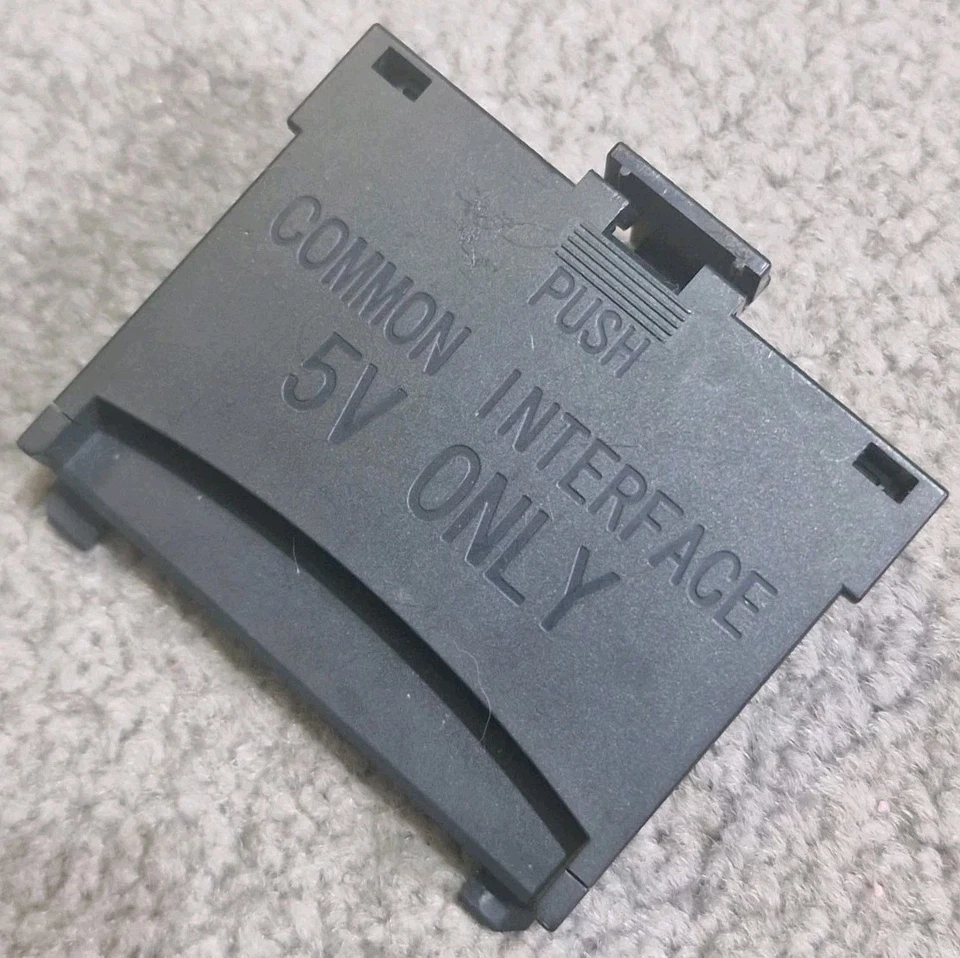 PUSH
COMMON INTERFACE
5V ONLY